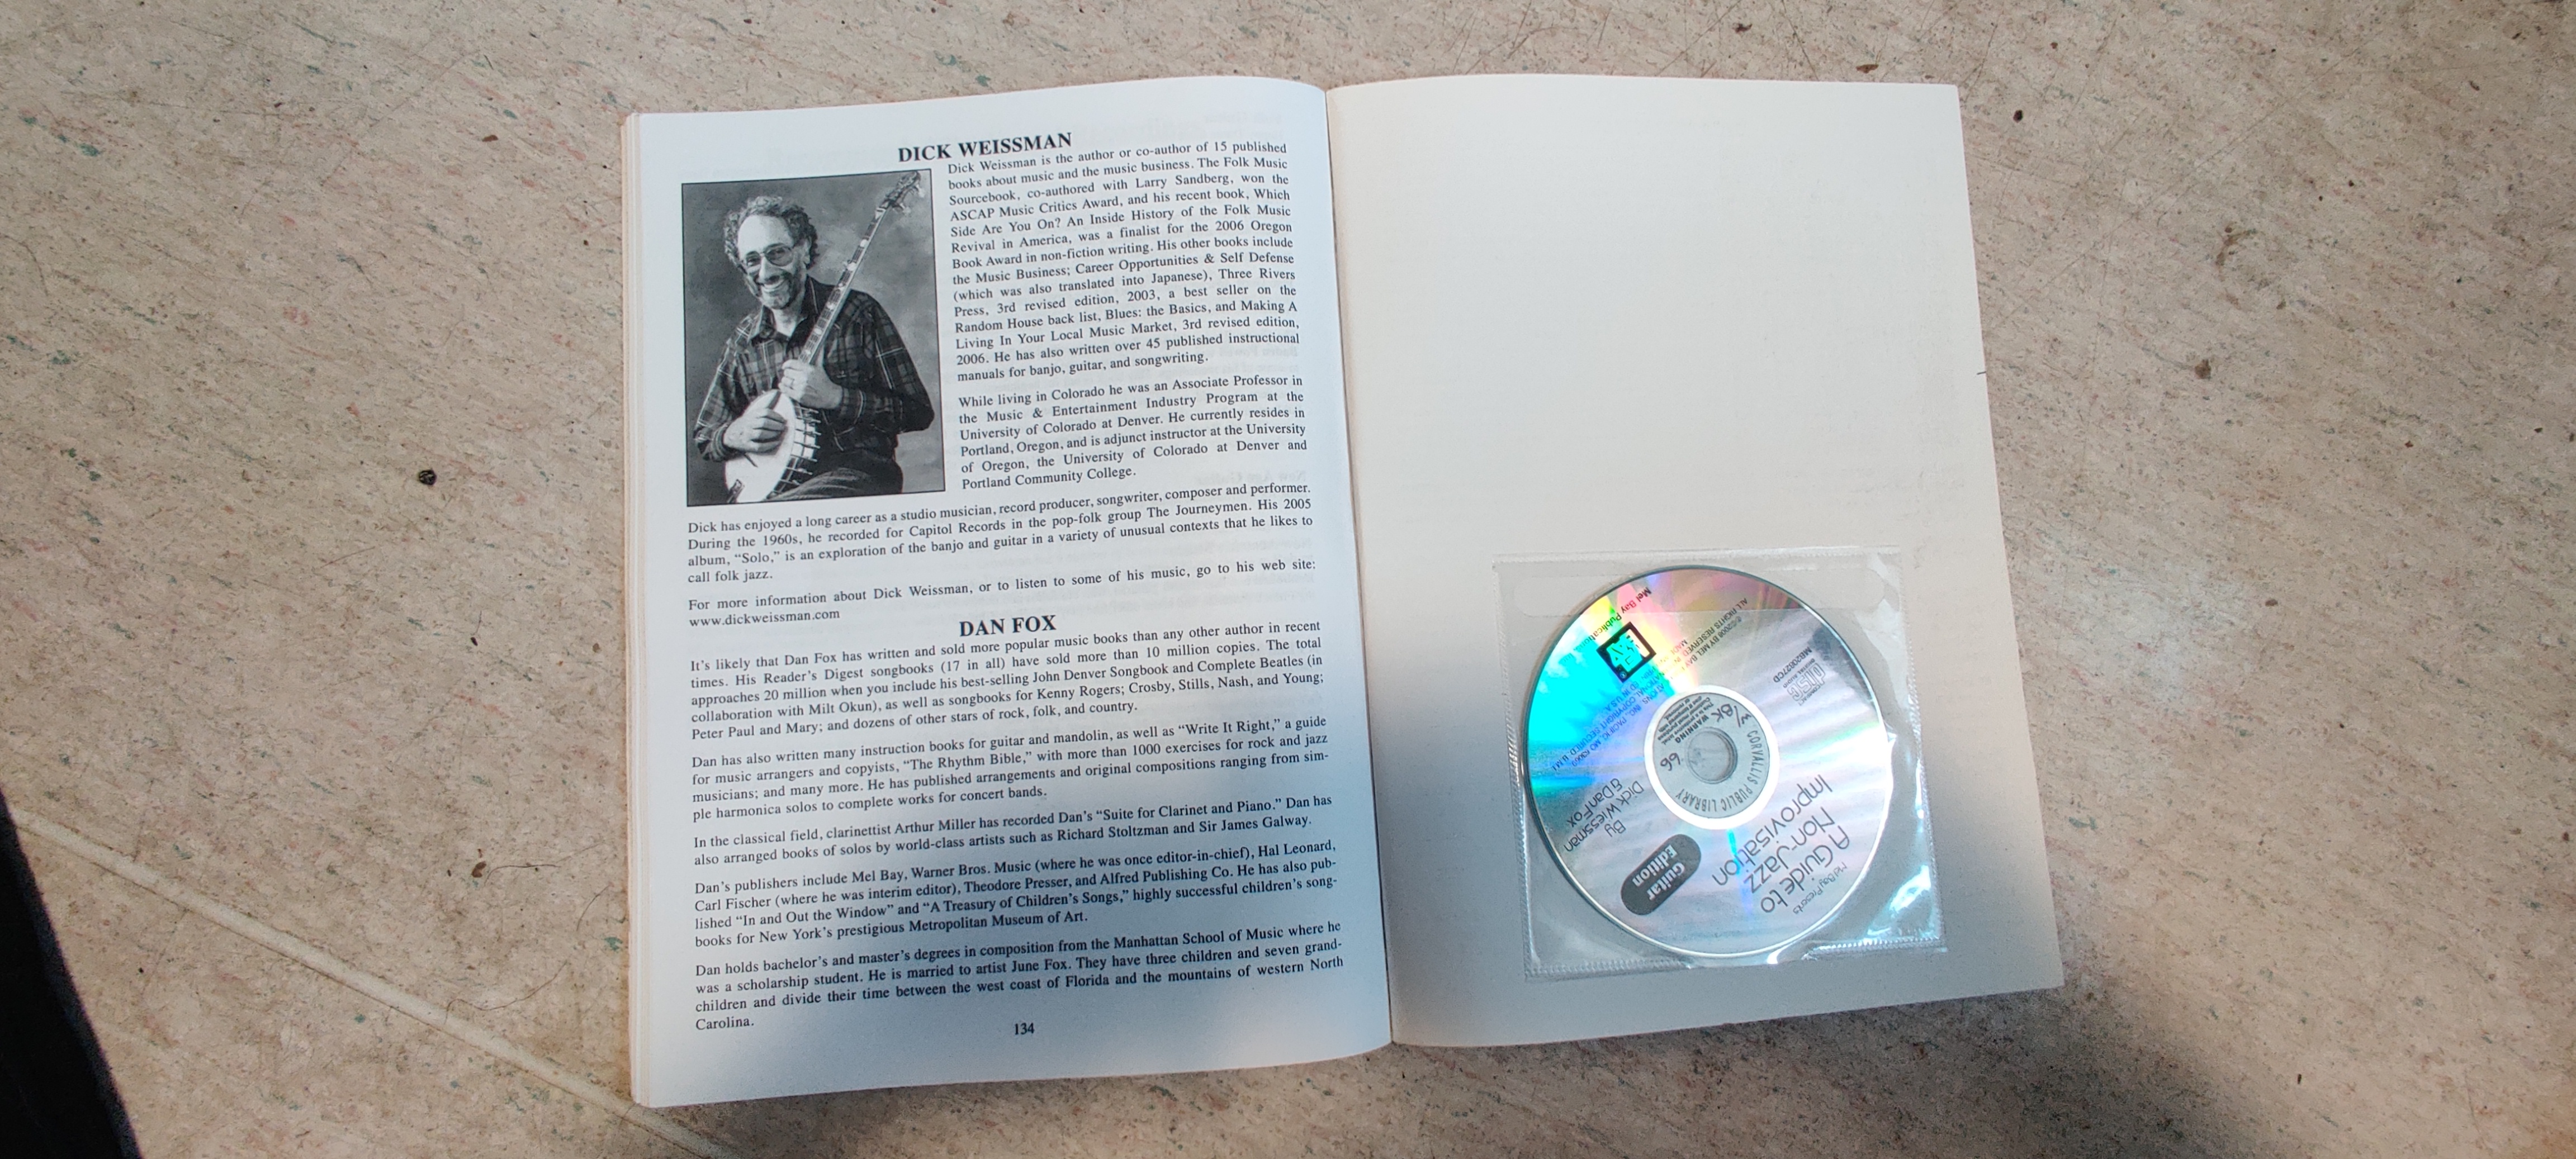 Mel Bay Presents
A Guide to
Non-Jazz
Improvisation
Guitar
Edition
By
Dick Wiessman
& Dan Fox
CORVALLIS PUBLIC LIBRARY
w/
BK
'66
WARNING
COMPACT
disc
DIGITAL AUDIO
MB20827CD
©2008 BY MEL BAY PUBLICATIONS, INC., PACIFIC, MO 63069.
ALL RIGHTS RESERVED. INTERNATIONAL COPYRIGHT SECURED. B.M.I.
MADE AND PRINTED IN U.S.A.
MEL
BAY
Mel Bay Publications
DICK WEISSMAN
Dick Weissman is the author or co-author of 15 published
books about music and the music business. The Folk Music
Sourcebook, co-authored with Larry Sandberg, won the
ASCAP Music Critics Award, and his recent book, Which
Side Are You On? An Inside History of the Folk Music
Revival in America, was a finalist for the 2006 Oregon
Book Award in non-fiction writing. His other books include
the Music Business; Career Opportunities & Self Defense
(which was also translated into Japanese), Three Rivers
Press, 3rd revised edition, 2003, a best seller on the
Random House back list, Blues: the Basics, and Making A
Living In Your Local Music Market, 3rd revised edition,
2006. He has also written over 45 published instructional
manuals for banjo, guitar, and songwriting.
While living in Colorado he was an Associate Professor in
the Music & Entertainment Industry Program at the
University of Colorado at Denver. He currently resides in
Portland, Oregon, and is adjunct instructor at the University
of Oregon, the University of Colorado at Denver and
Portland Community College.
Dick has enjoyed a long career as a studio musician, record producer, songwriter, composer and performer.
During the 1960s, he recorded for Capitol Records in the pop-folk group The Journeymen. His 2005
album, "Solo," is an exploration of the banjo and guitar in a variety of unusual contexts that he likes to
call folk jazz.
For more information about Dick Weissman, or to listen to some of his music, go to his web site:
www.dickweissman.com
DAN FOX
It's likely that Dan Fox has written and sold more popular music books than any other author in recent
times. His Reader's Digest songbooks (17 in all) have sold more than 10 million copies. The total
approaches 20 million when you include his best-selling John Denver Songbook and Complete Beatles (in
collaboration with Milt Okun), as well as songbooks for Kenny Rogers; Crosby, Stills, Nash, and Young;
Peter Paul and Mary; and dozens of other stars of rock, folk, and country.
Dan has also written many instruction books for guitar and mandolin, as well as "Write It Right," a guide
for music arrangers and copyists, "The Rhythm Bible," with more than 1000 exercises for rock and jazz
musicians; and many more. He has published arrangements and original compositions ranging from sim-
ple harmonica solos to complete works for concert bands.
In the classical field, clarinettist Arthur Miller has recorded Dan's "Suite for Clarinet and Piano." Dan has
also arranged books of solos by world-class artists such as Richard Stoltzman and Sir James Galway.
Dan's publishers include Mel Bay, Warner Bros. Music (where he was once editor-in-chief), Hal Leonard,
Carl Fischer (where he was interim editor), Theodore Presser, and Alfred Publishing Co. He has also pub-
lished "In and Out the Window" and "A Treasury of Children's Songs," highly successful children's song-
books for New York's prestigious Metropolitan Museum of Art.
Dan holds bachelor's and master's degrees in composition from the Manhattan School of Music where he
was a scholarship student. He is married to artist June Fox. They have three children and seven grand-
children and divide their time between the west coast of Florida and the mountains of western North
Carolina.
134